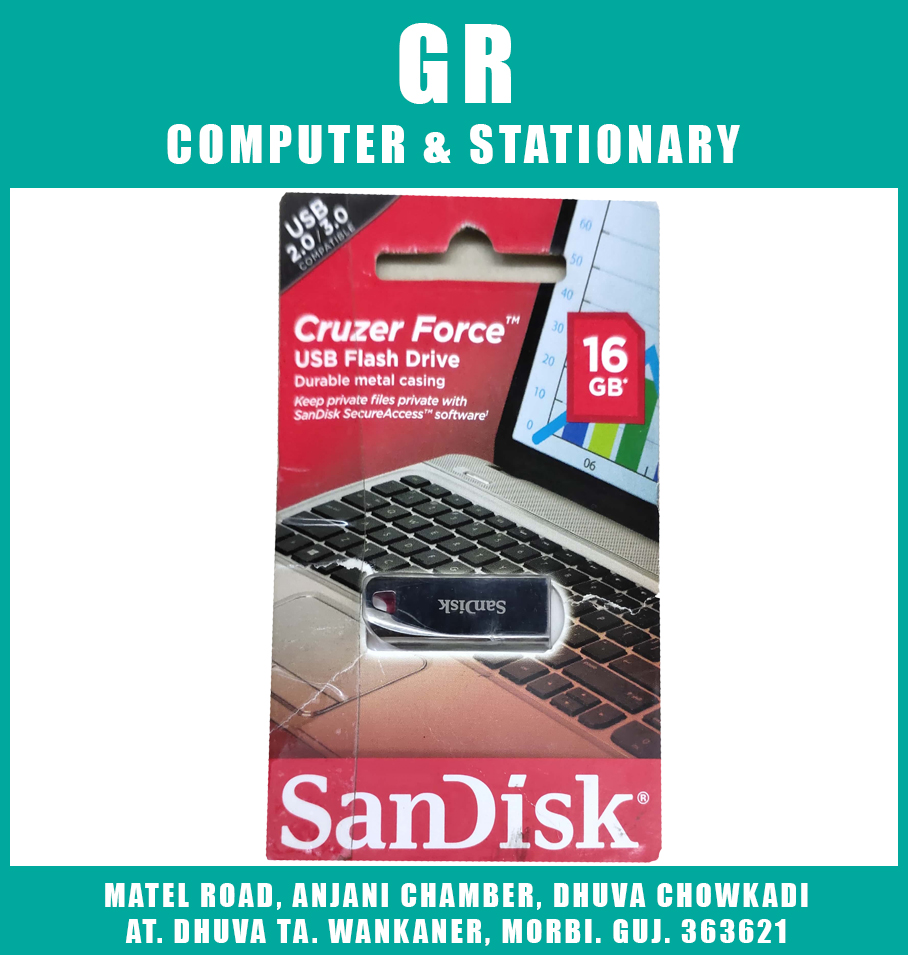 GR
COMPUTER & STATIONARY
USB
2.0/3.0
COMPATIBLE
Cruzer Force™
USB Flash Drive
Durable metal casing
Keep private files private with
SanDisk SecureAccess™ software¹
16
GB*
60
50
40
30
20
10
0
06
SanDisk
SanDisk®
MATEL ROAD, ANJANI CHAMBER, DHUVA CHOWKADI
AT. DHUVA TA. WANKANER, MORBI. GUJ. 363621